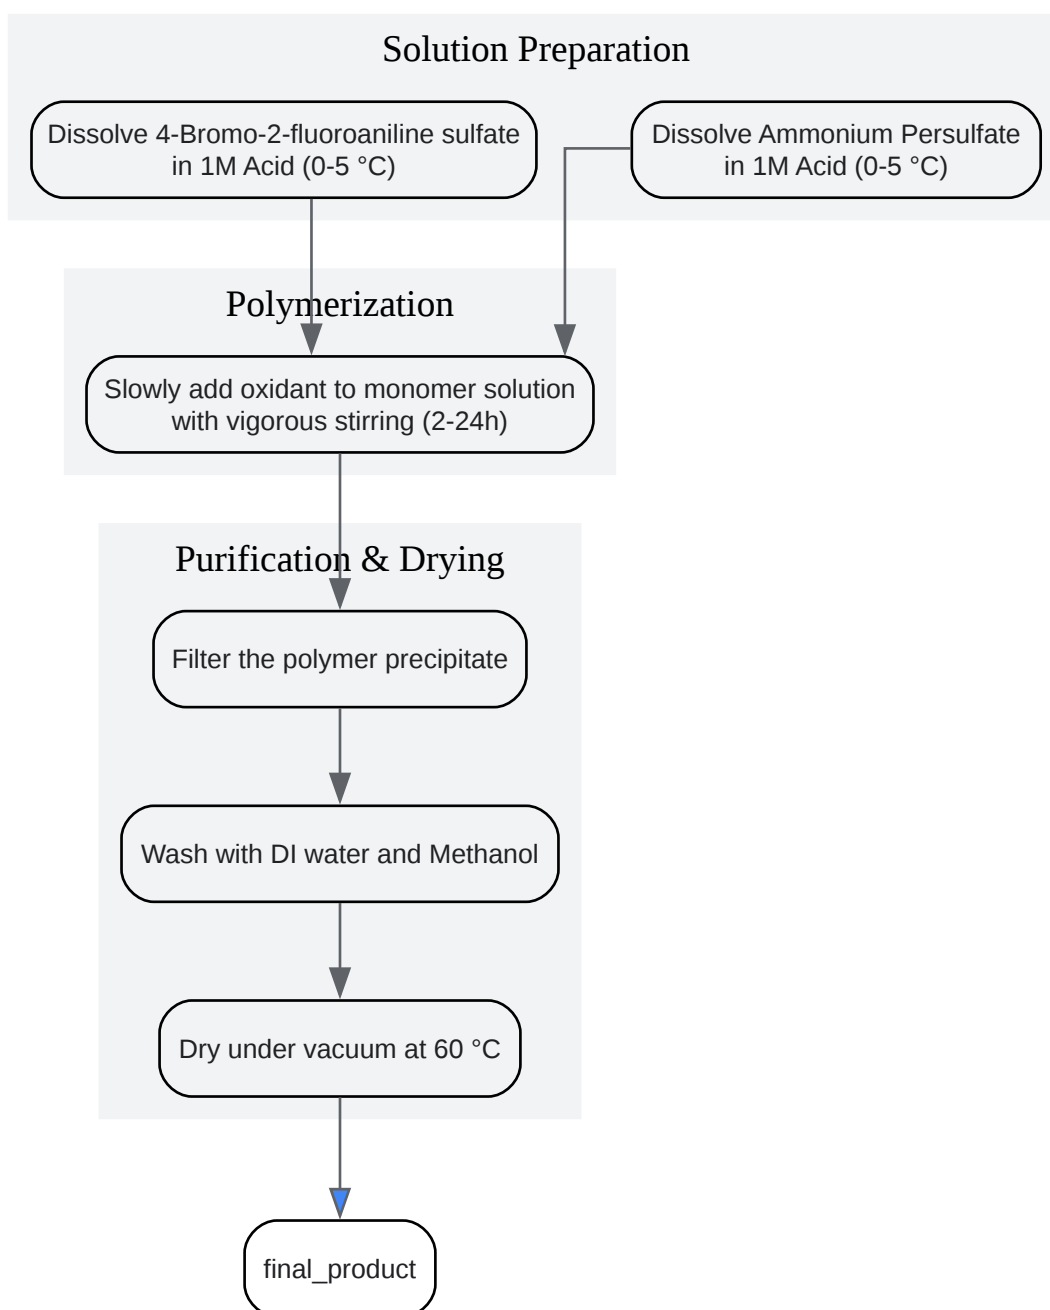 Solution Preparation
Dissolve 4-Bromo-2-fluoroaniline sulfate
in 1M Acid (0-5 °C)
Dissolve Ammonium Persulfate
in 1M Acid (0-5 °C)
Polymerization
Slowly add oxidant to monomer solution
with vigorous stirring (2-24h)
Purification & Drying
Filter the polymer precipitate
Wash with DI water and Methanol
Dry under vacuum at 60 °C
final_product